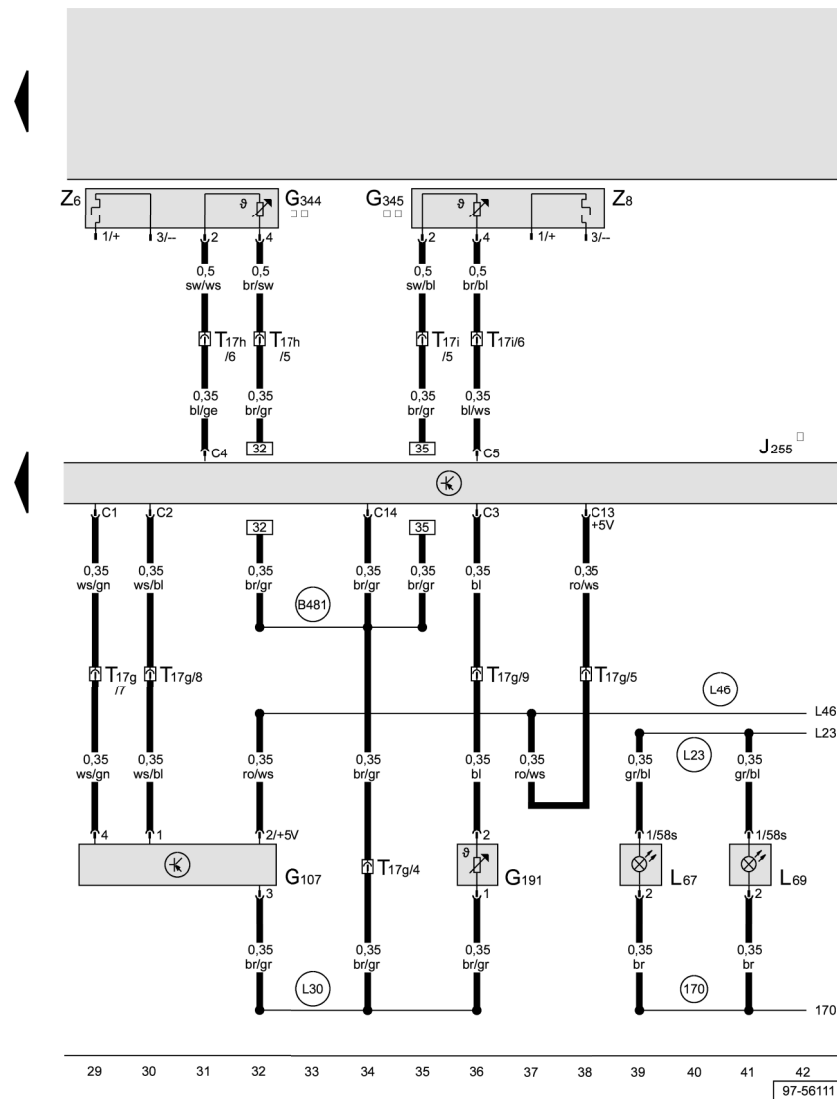 Z6 G344 G345 Z8
1/+ 3/-- 2 4 2 4 1/+ 3/--
0,5 0,5 0,5 0,5
sw/ws br/sw sw/bl br/bl
T17h /6 T17h /5 T17i /5 T17i/6
0,35 0,35 0,35 0,35
bl/ge br/gr br/gr bl/ws
C4 32 35 C5 J255
C1 C2 32 C14 35 C3 C13
+5V
0,35 0,35 0,35 0,35 0,35 0,35 0,35
ws/gn ws/bl br/gr br/gr br/gr bl ro/ws
B481
T17g /7 T17g/8 T17g/9 T17g/5
L46 L46
L23 L23
0,35 0,35 0,35 0,35 0,35 0,35 0,35 0,35
ws/gn ws/bl ro/ws br/gr bl ro/ws gr/bl gr/bl
4 1 2/+5V 2 1/58s 1/58s
G107 T17g/4 G191 L67 L69
3 1 2 2
0,35 0,35 0,35 0,35 0,35
br/gr br/gr br/gr br br
L30 170 170
29 30 31 32 33 34 35 36 37 38 39 40 41 42
97-56111